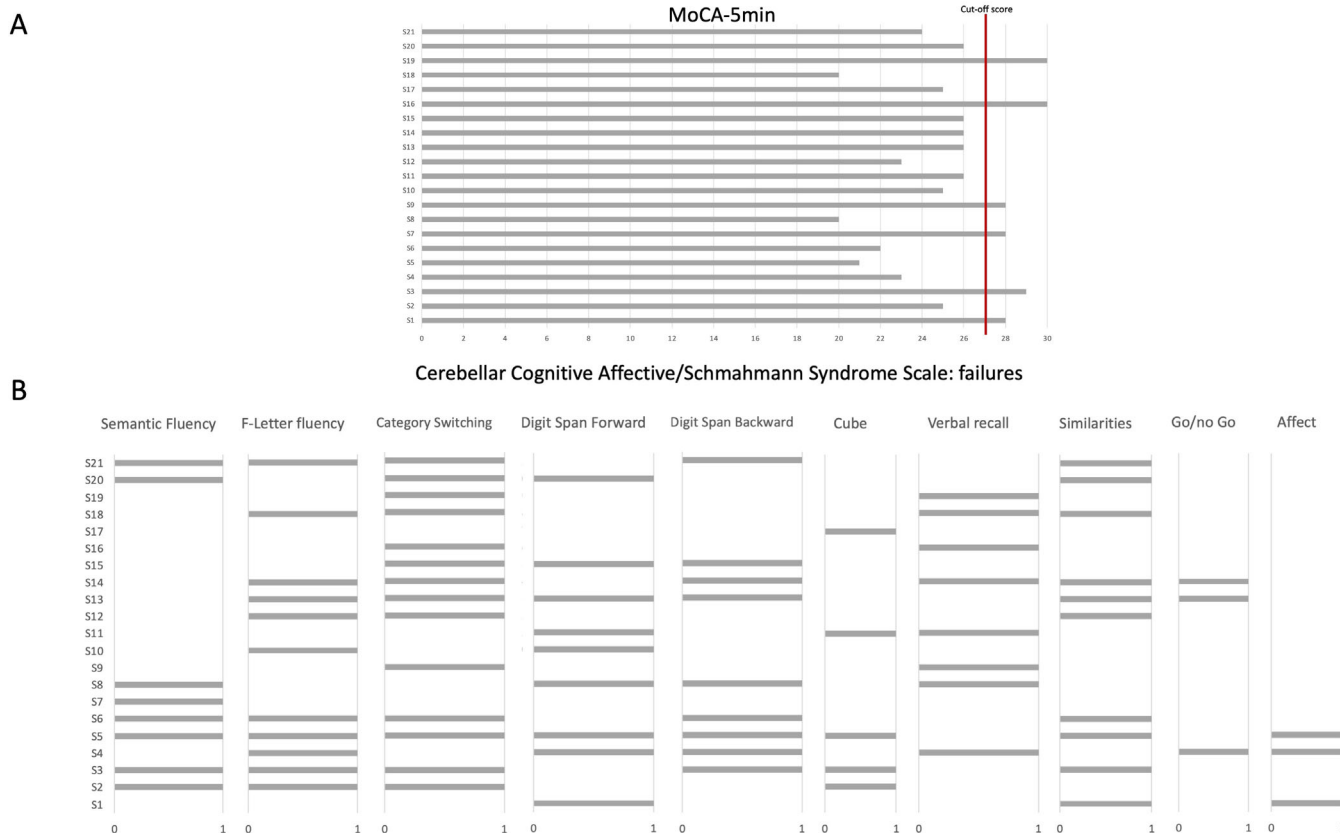 A
MoCA-5min
Cut-off score
S21
S20
S19
S18
S17
S16
S15
S14
S13
S12
S11
S10
S9
S8
S7
S6
S5
S4
S3
S2
S1
0 2 4 6 8 10 12 14 16 18 20 22 24 26 28 30
Cerebellar Cognitive Affective/Schmahmann Syndrome Scale: failures
B
Semantic Fluency F-Letter fluency Category Switching Digit Span Forward Digit Span Backward Cube Verbal recall Similarities Go/no Go Affect
S21
S20
S19
S18
S17
S16
S15
S14
S13
S12
S11
S10
S9
S8
S7
S6
S5
S4
S3
S2
S1
0 1 0 1 0 1 0 1 0 1 0 1 0 1 0 1 0 1 0 1